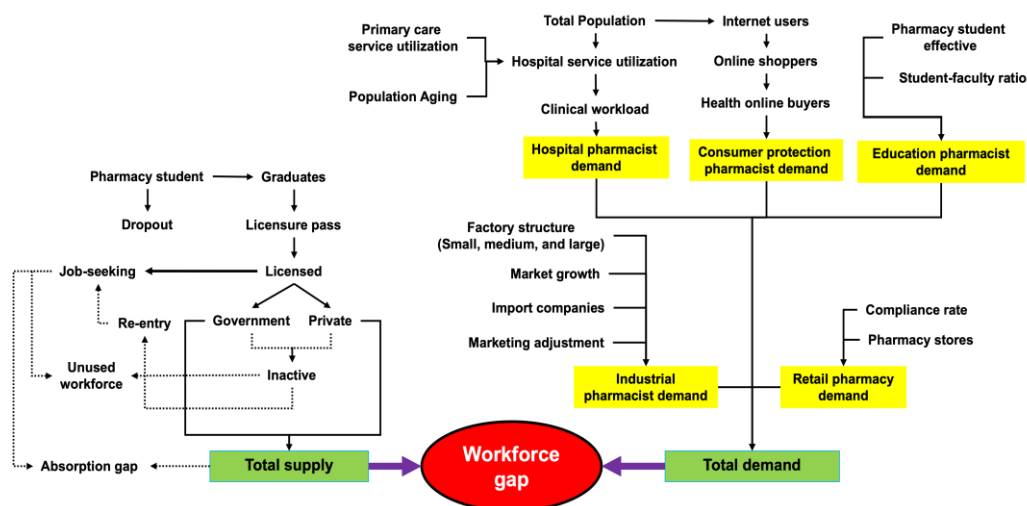 Total Population
Internet users
Primary care
service utilization
Hospital service utilization
Online shoppers
Pharmacy student
effective
Student-faculty ratio
Population Aging
Clinical workload
Health online buyers
Hospital pharmacist
demand
Consumer protection
pharmacist demand
Education pharmacist
demand
Pharmacy student
Graduates
Dropout
Licensure pass
Factory structure
(Small, medium, and large)
Job-seeking
Licensed
Market growth
Re-entry
Government
Private
Import companies
Compliance rate
Marketing adjustment
Pharmacy stores
Unused
workforce
Inactive
Industrial
pharmacist demand
Retail pharmacy
demand
Absorption gap
Total supply
Workforce
gap
Total demand